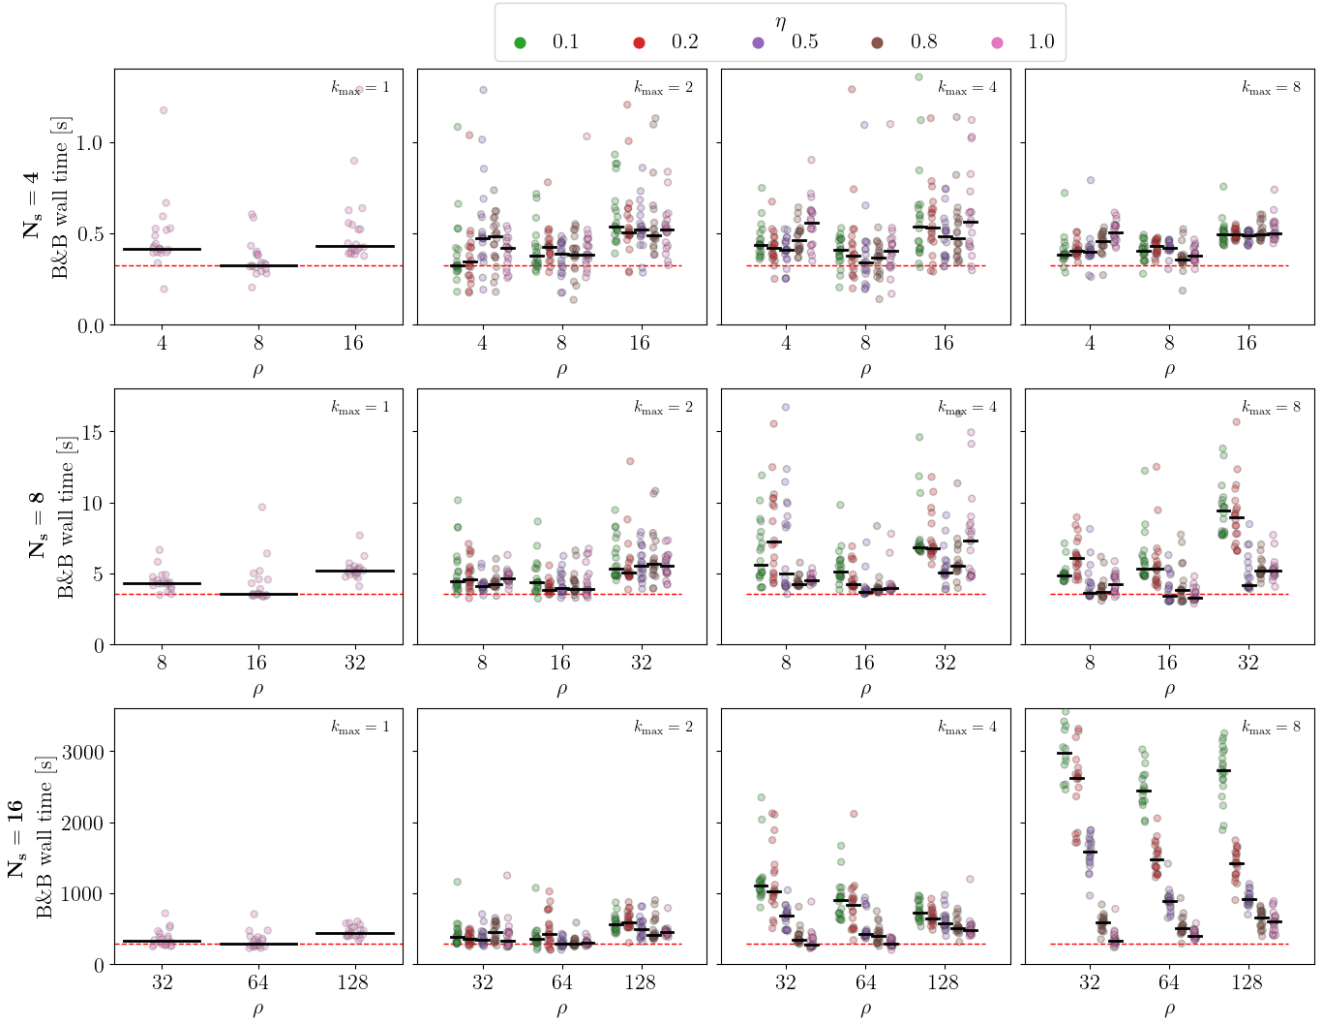 η
0.1 0.2 0.5 0.8 1.0
N_s = 4
B&B wall time [s]
1.0
0.5
0.0
k_max = 1
k_max = 2
k_max = 4
k_max = 8
4 8 16
4 8 16
4 8 16
4 8 16
ρ ρ ρ ρ
N_s = 8
B&B wall time [s]
15
10
5
0
k_max = 1
k_max = 2
k_max = 4
k_max = 8
8 16 32
8 16 32
8 16 32
8 16 32
ρ ρ ρ ρ
N_s = 16
B&B wall time [s]
3000
2000
1000
0
k_max = 1
k_max = 2
k_max = 4
k_max = 8
32 64 128
32 64 128
32 64 128
32 64 128
ρ ρ ρ ρ